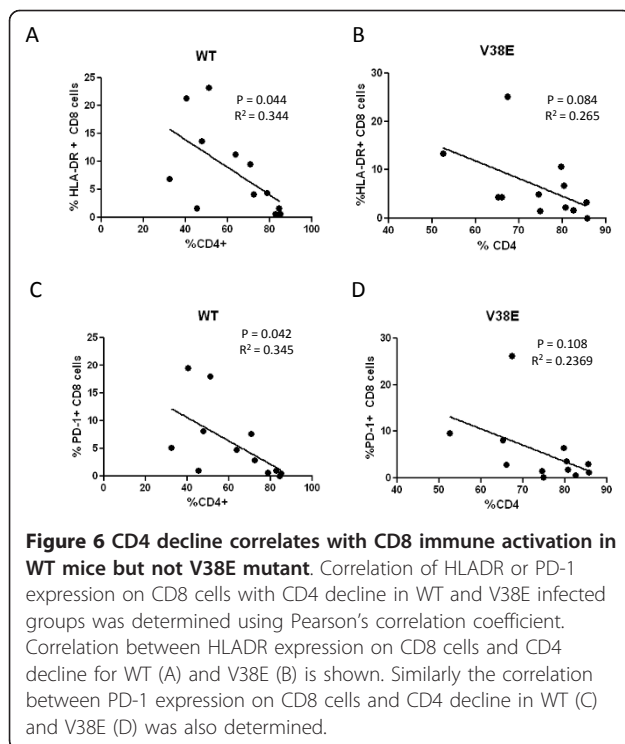 A
WT
25
20
15
10
5
0
% HLA-DR + CD8 cells
P = 0.044
R² = 0.344
0 20 40 60 80 100
%CD4+
B
V38E
30
20
10
0
%HLA-DR+ CD8 cells
P = 0.084
R² = 0.265
40 50 60 70 80 90
% CD4
C
WT
25
20
15
10
5
0
% PD-1+ CD8 cells
P = 0.042
R² = 0.345
0 20 40 60 80 100
%CD4+
D
V38E
30
20
10
0
%PD-1+ CD8 cells
P = 0.108
R² = 0.2369
40 50 60 70 80 90
%CD4
Figure 6 CD4 decline correlates with CD8 immune activation in
WT mice but not V38E mutant. Correlation of HLADR or PD-1
expression on CD8 cells with CD4 decline in WT and V38E infected
groups was determined using Pearson's correlation coefficient.
Correlation between HLADR expression on CD8 cells and CD4
decline for WT (A) and V38E (B) is shown. Similarly the correlation
between PD-1 expression on CD8 cells and CD4 decline in WT (C)
and V38E (D) was also determined.